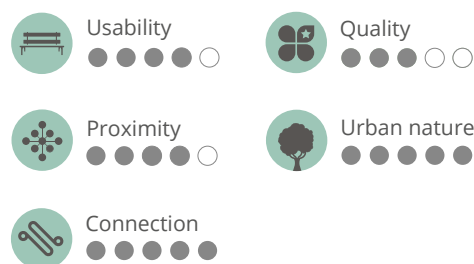 Usability
Quality
Proximity
Urban nature
Connection